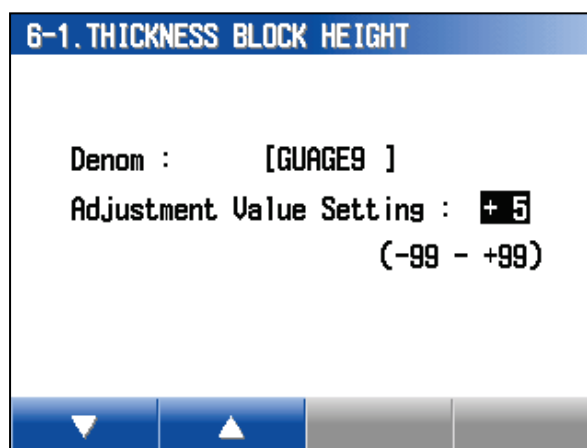 6-1.THICKNESS BLOCK HEIGHT
Denom : [GUAGE9 ]
Adjustment Value Setting : + 5
(-99 - +99)